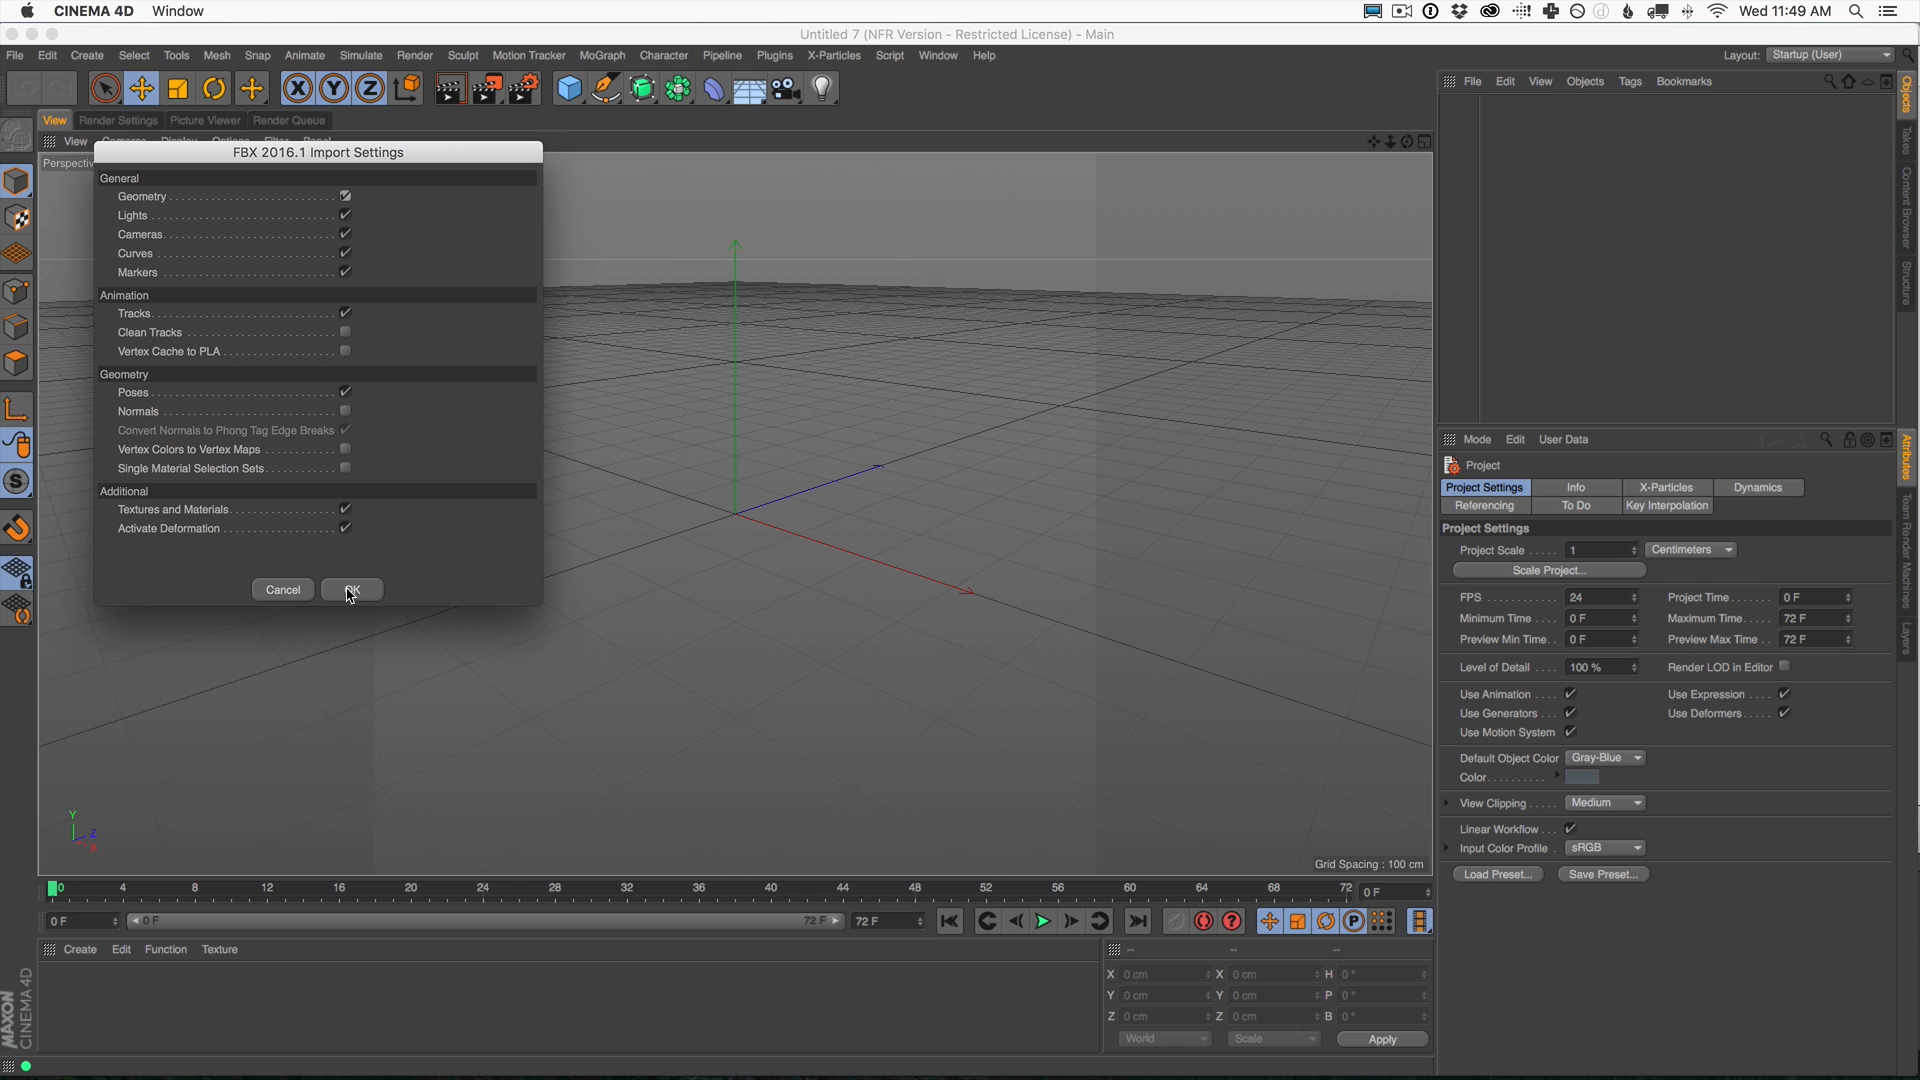 CINEMA 4D Window
Wed 11:49 AM
Untitled 7 (NFR Version - Restricted License) - Main
File Edit Create Select Tools Mesh Snap Animate Simulate Render Sculpt Motion Tracker MoGraph Character Pipeline Plugins X-Particles Script Window Help
Layout: Startup (User)
X Y Z
File Edit View Objects Tags Bookmarks
View Render Settings Picture Viewer Render Queue
View Cameras Display Options Filter Panel
Perspectiv
FBX 2016.1 Import Settings
General
Geometry
Lights
Cameras
Curves
Markers
Animation
Tracks
Clean Tracks
Vertex Cache to PLA
Geometry
Poses
Normals
Convert Normals to Phong Tag Edge Breaks
Vertex Colors to Vertex Maps
Single Material Selection Sets
Additional
Textures and Materials
Activate Deformation
Cancel OK
Y
Z
X
Grid Spacing : 100 cm
Objects
Takes
Content Browser
Structure
Mode Edit User Data
Project
Project Settings Info X-Particles Dynamics
Referencing To Do Key Interpolation
Project Settings
Project Scale 1 Centimeters
Scale Project...
FPS 24 Project Time 0 F
Minimum Time 0 F Maximum Time 72 F
Preview Min Time 0 F Preview Max Time 72 F
Level of Detail 100 % Render LOD in Editor
Use Animation Use Expression
Use Generators Use Deformers
Use Motion System
Default Object Color Gray-Blue
Color
View Clipping Medium
Linear Workflow
Input Color Profile sRGB
Load Preset... Save Preset...
Attributes
Team Render Machines
Layers
0 4 8 12 16 20 24 28 32 36 40 44 48 52 56 60 64 68 72 0 F
0 F 0 F 72 F 72 F
Create Edit Function Texture
-- -- --
X 0 cm X 0 cm H 0 °
Y 0 cm Y 0 cm P 0 °
Z 0 cm Z 0 cm B 0 °
World Scale Apply
MAXON
CINEMA 4D